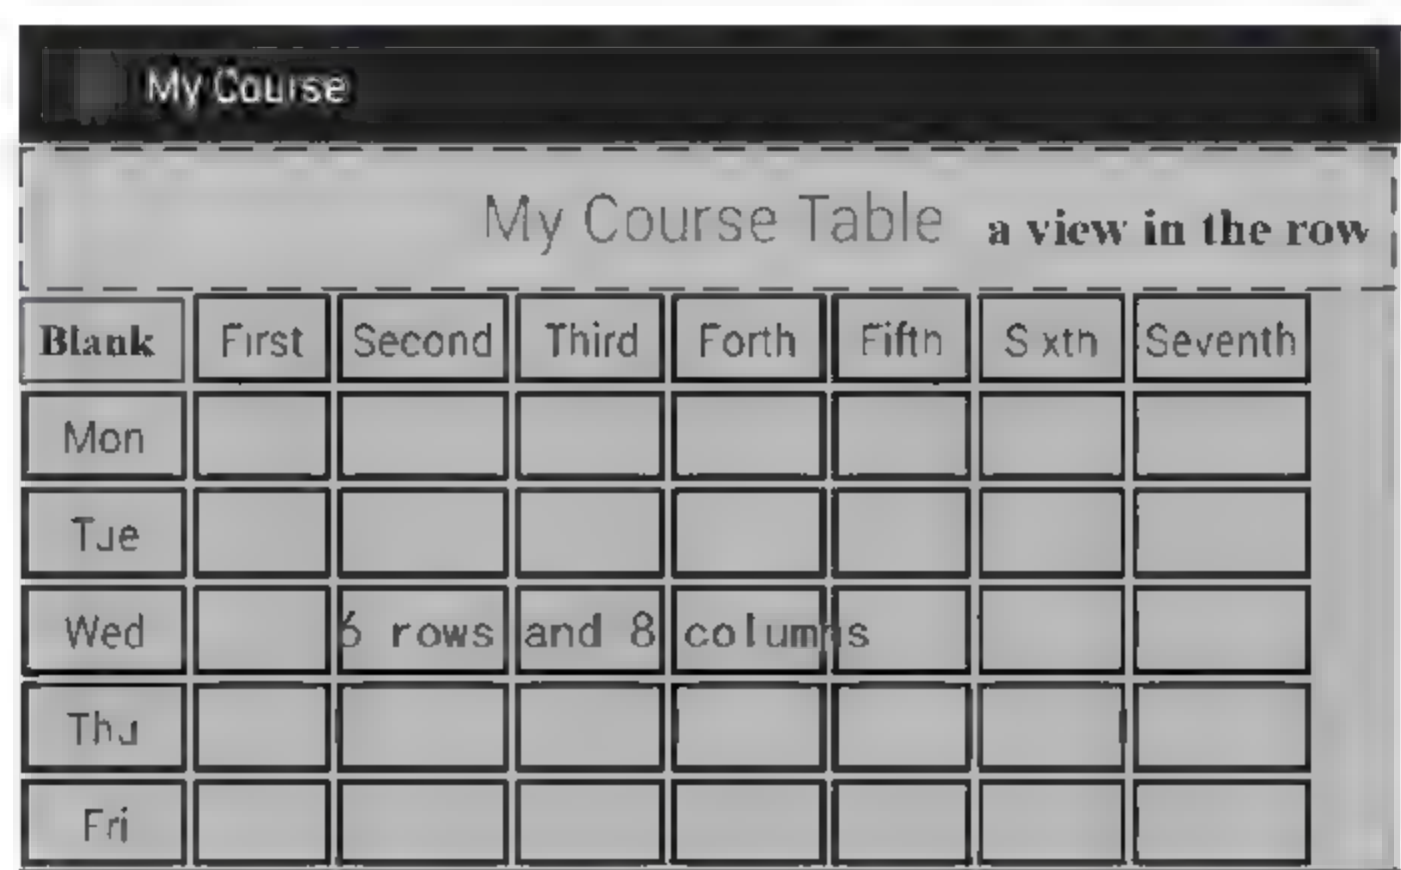 My Course
My Course Table a view in the row
Blank First Second Third Forth Fifth Sixth Seventh
Mon
Tue
Wed 6 rows and 8 columns
Thu
Fri